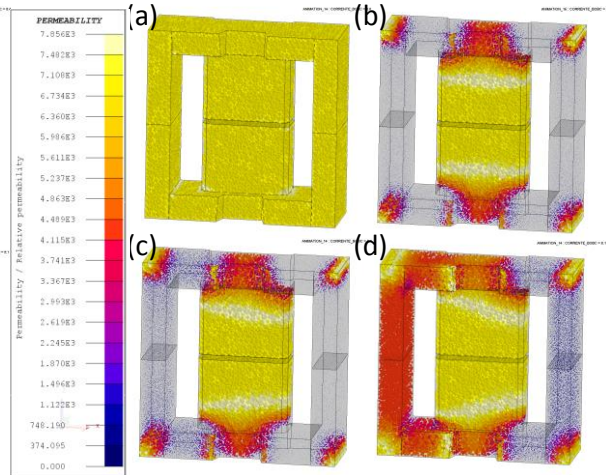 PERMEABILITY
Permeability / Relative permeability
7.856E3
7.482E3
7.108E3
6.734E3
6.360E3
5.986E3
5.611E3
5.237E3
4.863E3
4.489E3
4.115E3
3.741E3
3.367E3
2.993E3
2.619E3
2.245E3
1.870E3
1.496E3
1.122E3
748.190
374.095
0.000
(a)
(b)
(c)
(d)